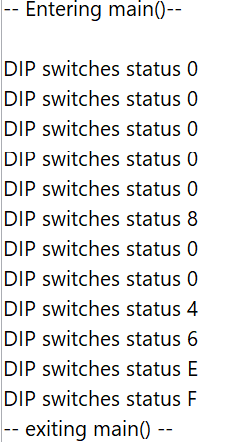 -- Entering main()--
DIP switches status 0
DIP switches status 0
DIP switches status 0
DIP switches status 0
DIP switches status 0
DIP switches status 8
DIP switches status 0
DIP switches status 0
DIP switches status 4
DIP switches status 6
DIP switches status E
DIP switches status F
-- exiting main() --